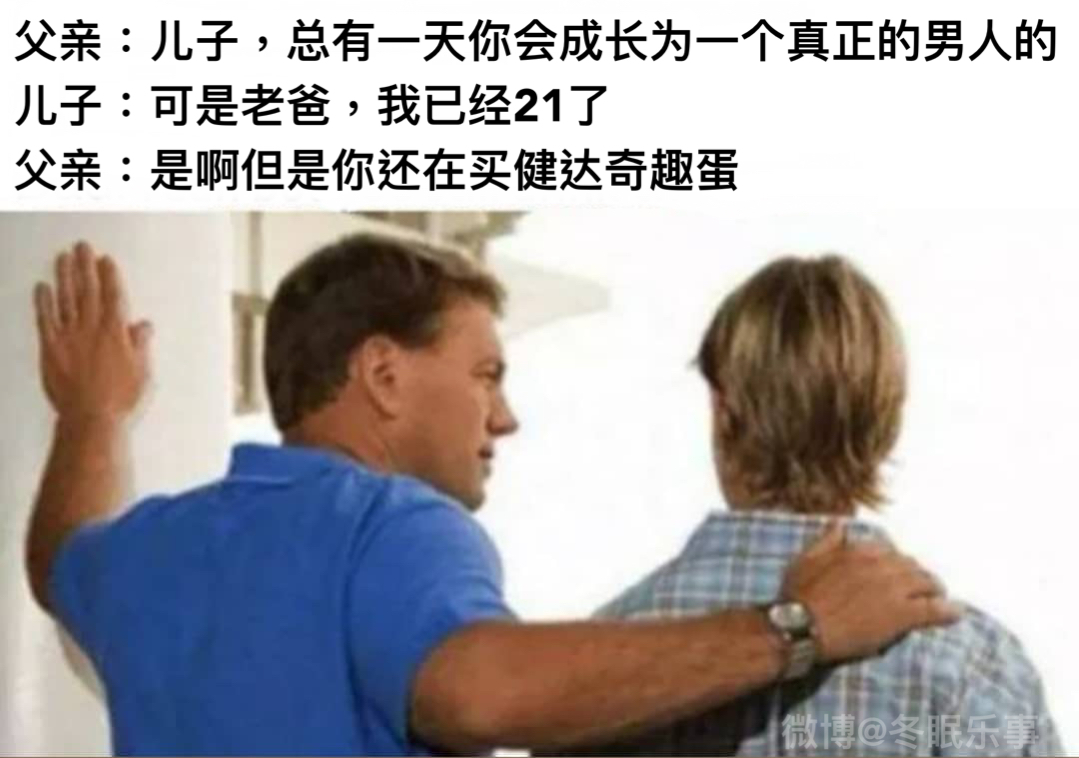 父亲：儿子，总有一天你会成长为一个真正的男人的
儿子：可是老爸，我已经21了
父亲：是啊但是你还在买健达奇趣蛋
微博@冬眠乐事